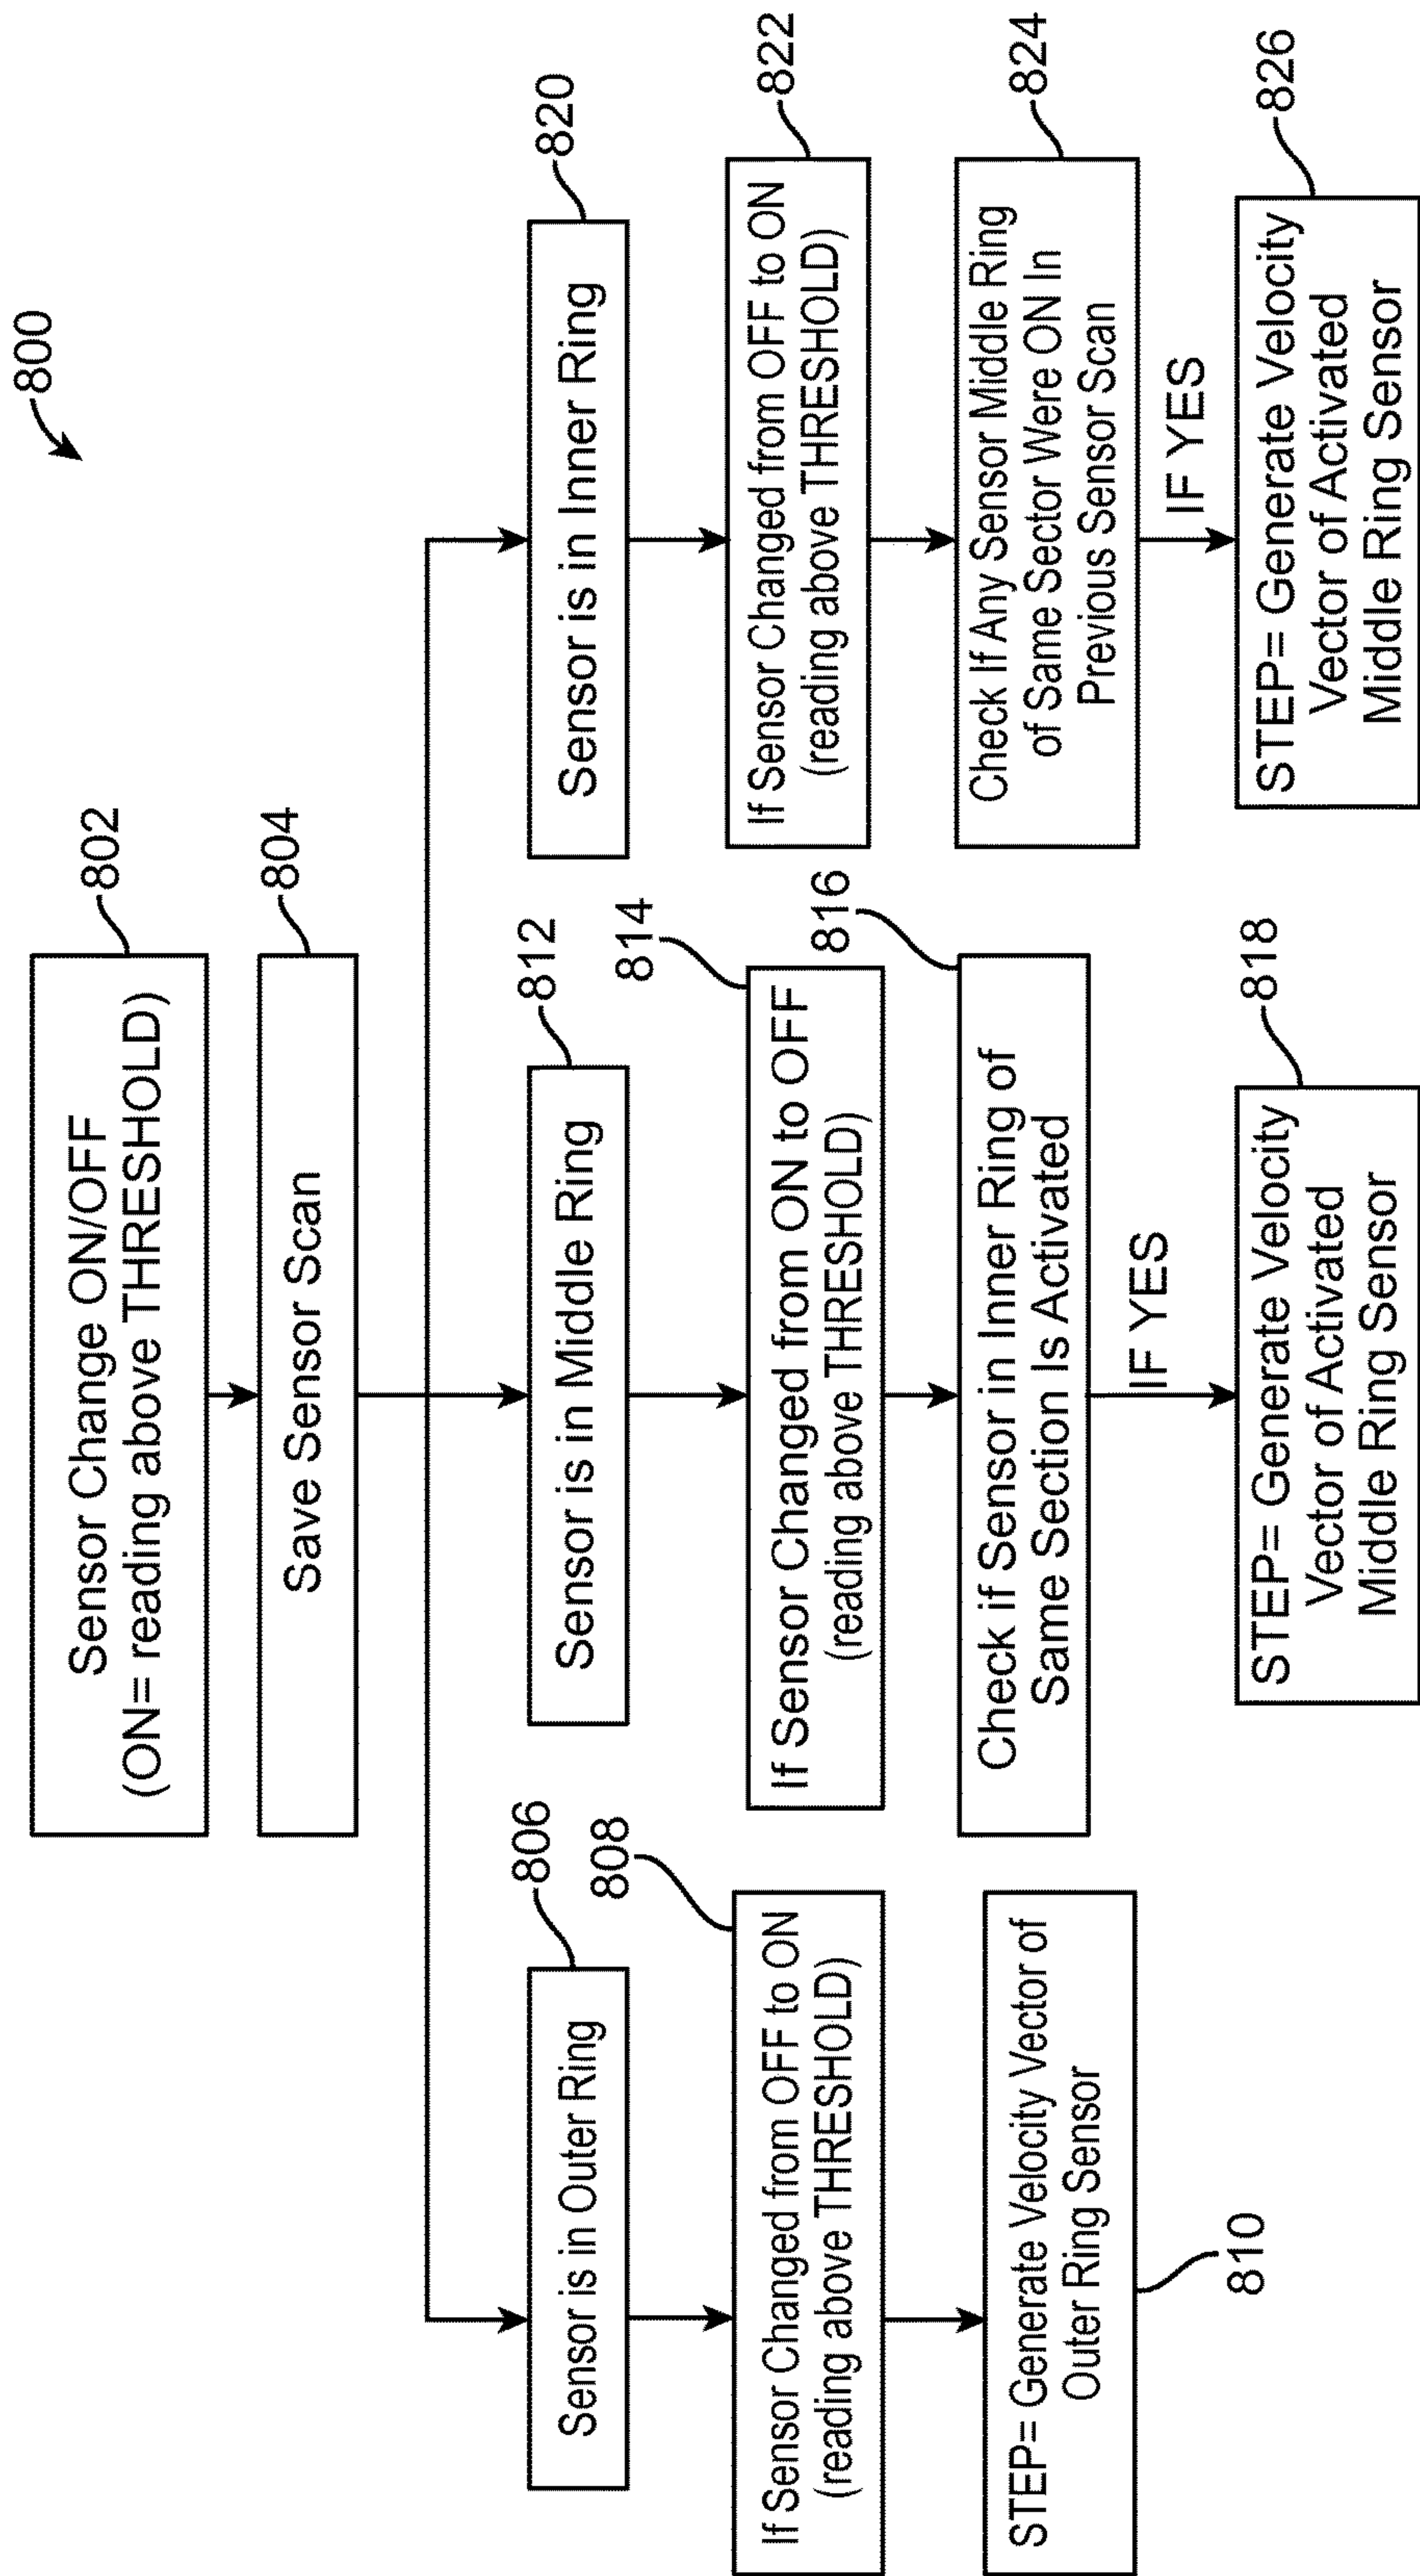 800
Sensor Change ON/OFF
(ON= reading above THRESHOLD)
802
Save Sensor Scan
804
Sensor is in Outer Ring
806
If Sensor Changed from OFF to ON
(reading above THRESHOLD)
808
STEP= Generate Velocity Vector of
Outer Ring Sensor
810
Sensor is in Middle Ring
812
If Sensor Changed from ON to OFF
(reading above THRESHOLD)
814
Check if Sensor in Inner Ring of
Same Section Is Activated
816
IF YES
STEP= Generate Velocity
Vector of Activated
Middle Ring Sensor
818
Sensor is in Inner Ring
820
If Sensor Changed from OFF to ON
(reading above THRESHOLD)
822
Check If Any Sensor Middle Ring
of Same Sector Were ON In
Previous Sensor Scan
824
IF YES
STEP= Generate Velocity
Vector of Activated
Middle Ring Sensor
826